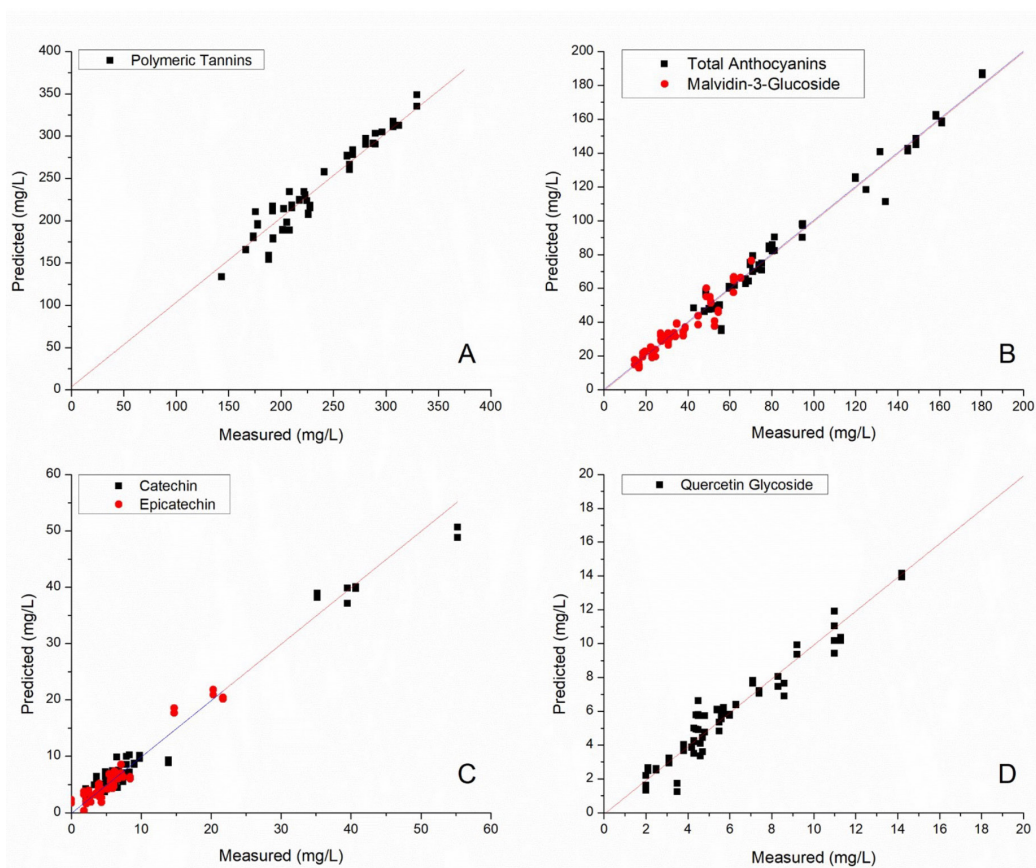 Polymeric Tannins
400
350
300
250
200
150
100
50
0
Predicted (mg/L)
0 50 100 150 200 250 300 350 400
Measured (mg/L)
A
Total Anthocyanins
Malvidin-3-Glucoside
200
180
160
140
120
100
80
60
40
20
0
Predicted (mg/L)
0 20 40 60 80 100 120 140 160 180 200
Measured (mg/L)
B
Catechin
Epicatechin
60
50
40
30
20
10
0
Predicted (mg/L)
0 10 20 30 40 50 60
Measured (mg/L)
C
Quercetin Glycoside
20
18
16
14
12
10
8
6
4
2
0
Predicted (mg/L)
0 2 4 6 8 10 12 14 16 18 20
Measured (mg/L)
D